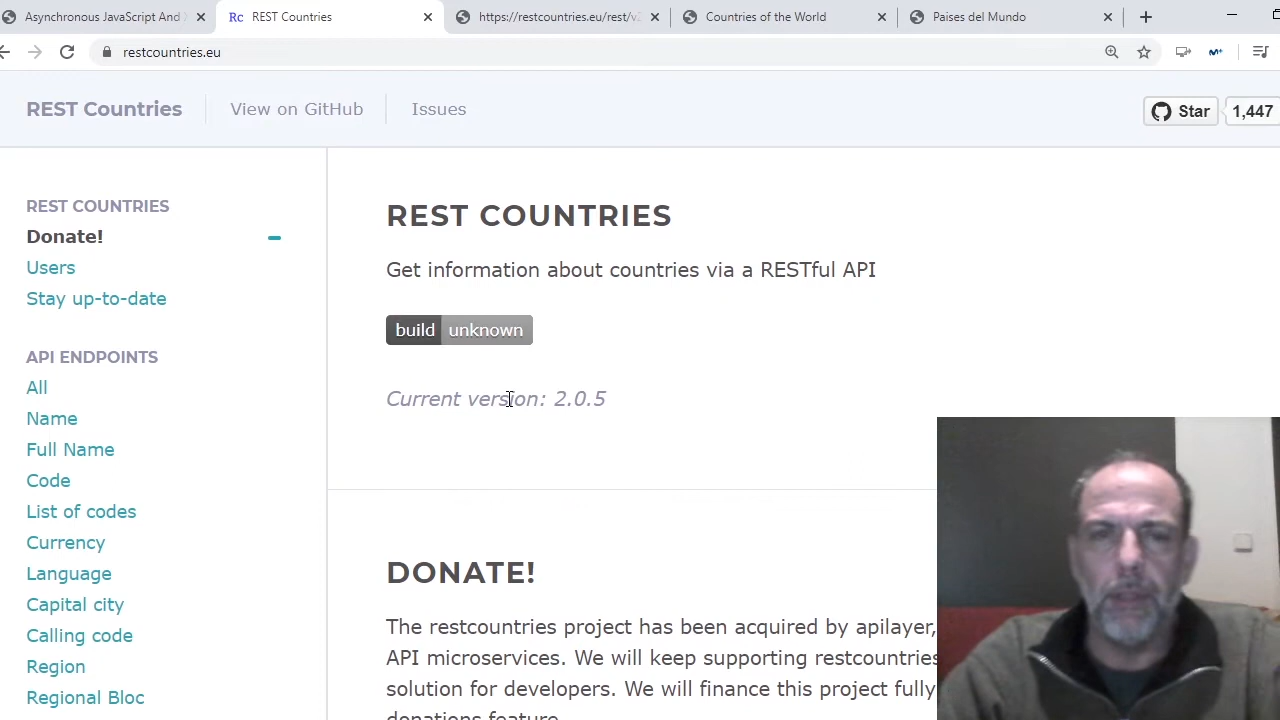 Asynchronous JavaScript And
REST Countries
https://restcountries.eu/rest/v2
Countries of the World
Paises del Mundo
restcountries.eu
REST Countries
View on GitHub
Issues
Star
1,447
REST COUNTRIES
Donate!
Users
Stay up-to-date
API ENDPOINTS
All
Name
Full Name
Code
List of codes
Currency
Language
Capital city
Calling code
Region
Regional Bloc
REST COUNTRIES
Get information about countries via a RESTful API
build unknown
Current version: 2.0.5
DONATE!
The restcountries project has been acquired by apilayer,
API microservices. We will keep supporting restcountries
solution for developers. We will finance this project fully
donations feature.